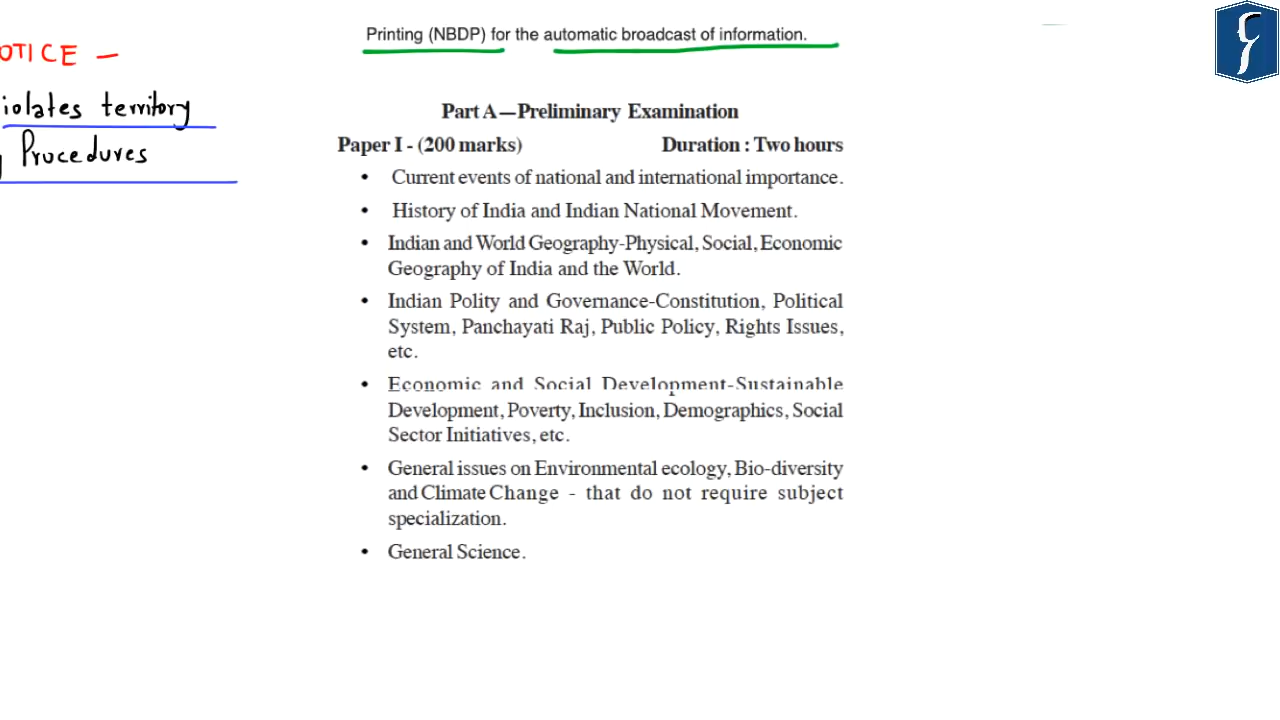 Printing (NBDP) for the automatic broadcast of information.
OTICE —
iolates territory
Procedures
Part A—Preliminary Examination
Paper I - (200 marks) Duration : Two hours
• Current events of national and international importance.
• History of India and Indian National Movement.
• Indian and World Geography-Physical, Social, Economic
Geography of India and the World.
• Indian Polity and Governance-Constitution, Political
System, Panchayati Raj, Public Policy, Rights Issues,
etc.
• Economic and Social Development-Sustainable
Development, Poverty, Inclusion, Demographics, Social
Sector Initiatives, etc.
• General issues on Environmental ecology, Bio-diversity
and Climate Change - that do not require subject
specialization.
• General Science.